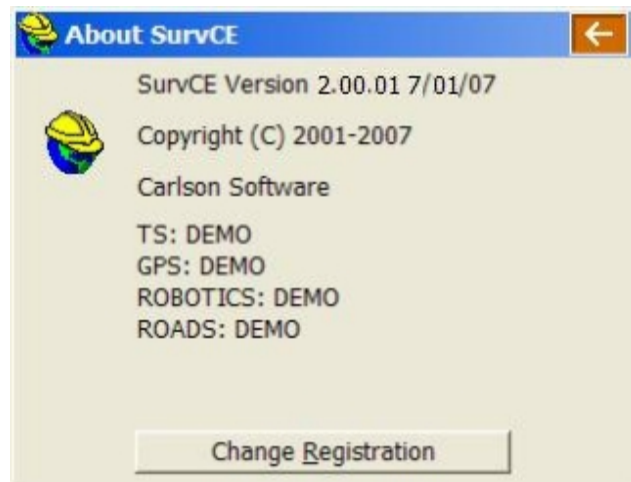 About SurvCE
SurvCE Version 2.00.01 7/01/07
Copyright (C) 2001-2007
Carlson Software
TS: DEMO
GPS: DEMO
ROBOTICS: DEMO
ROADS: DEMO
Change Registration